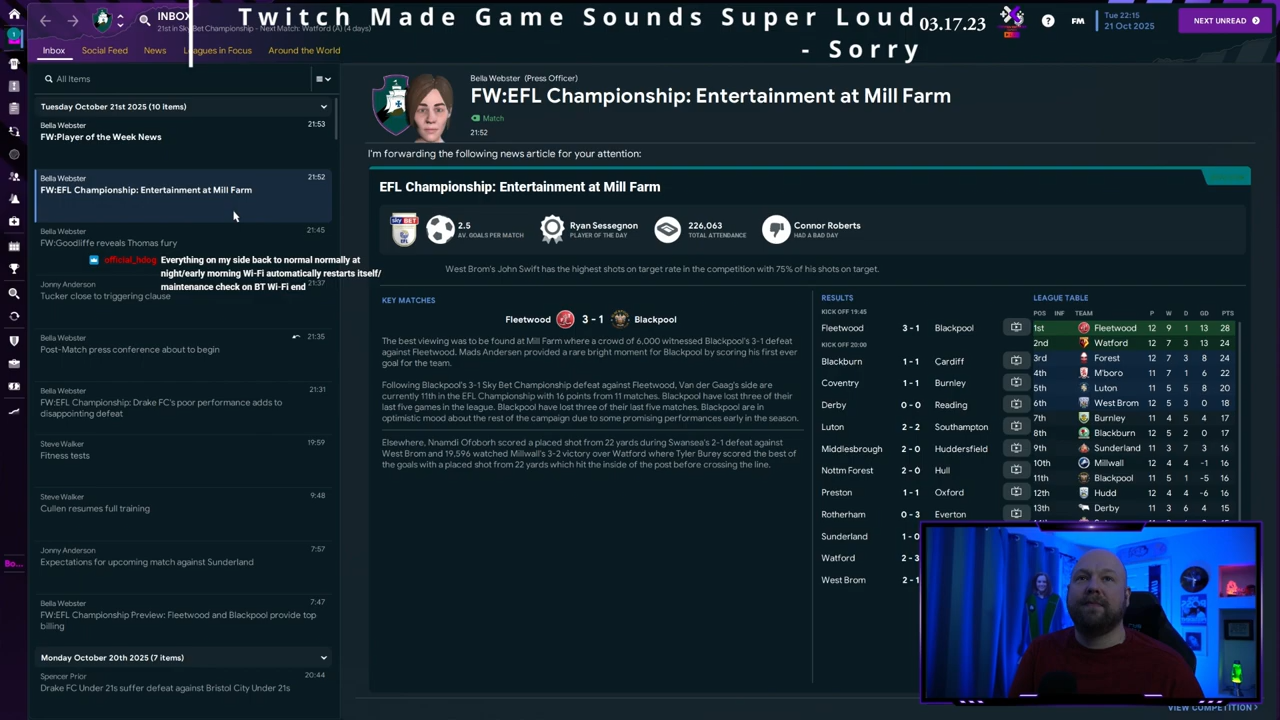 INBOX
21st in Sky Bet Championship - Next Match: Watford (A) (4 days)
Twitch Made Game Sounds Super Loud
- Sorry
03.17.23
FM
Tue 22:15
21 Oct 2025
NEXT UNREAD
Inbox
Social Feed
News
Leagues in Focus
Around the World
All Items
Tuesday October 21st 2025 (10 items)
Bella Webster 21:53
FW:Player of the Week News
Bella Webster 21:52
FW:EFL Championship: Entertainment at Mill Farm
Bella Webster 21:45
FW:Goodliffe reveals Thomas fury
official_hdog Everything on my side back to normal normally at
night/early morning Wi-Fi automatically restarts itself/
maintenance check on BT Wi-Fi end
Jonny Anderson 21:37
Tucker close to triggering clause
Bella Webster 21:35
Post-Match press conference about to begin
Bella Webster 21:31
FW:EFL Championship: Drake FC's poor performance adds to
disappointing defeat
Steve Walker 19:59
Fitness tests
Steve Walker 9:48
Cullen resumes full training
Jonny Anderson 7:57
Expectations for upcoming match against Sunderland
Bella Webster 7:47
FW:EFL Championship Preview: Fleetwood and Blackpool provide top
billing
Monday October 20th 2025 (7 items)
Spencer Prior 20:44
Drake FC Under 21s suffer defeat against Bristol City Under 21s
Bo...
Bella Webster (Press Officer)
FW:EFL Championship: Entertainment at Mill Farm
Match
21:52
I'm forwarding the following news article for your attention:
EFL Championship: Entertainment at Mill Farm
sky BET
EFL
2.5
AV. GOALS PER MATCH
Ryan Sessegnon
PLAYER OF THE DAY
226,063
TOTAL ATTENDANCE
Connor Roberts
HAD A BAD DAY
West Brom's John Swift has the highest shots on target rate in the competition with 75% of his shots on target.
KEY MATCHES
Fleetwood 3 - 1 Blackpool
The best viewing was to be found at Mill Farm where a crowd of 6,000 witnessed Blackpool's 3-1 defeat
against Fleetwood. Mads Andersen provided a rare bright moment for Blackpool by scoring his first ever
goal for the team.
Following Blackpool's 3-1 Sky Bet Championship defeat against Fleetwood, Van der Gaag's side are
currently 11th in the EFL Championship with 16 points from 11 matches. Blackpool have lost three of their
last five games in the league. Blackpool have lost three of their last five matches. Blackpool are in
optimistic mood about the rest of the campaign due to some promising performances early in the season.
Elsewhere, Nnamdi Ofoborh scored a placed shot from 22 yards during Swansea's 2-1 defeat against
West Brom and 19,596 watched Millwall's 3-2 victory over Watford where Tyler Burey scored the best of
the goals with a placed shot from 22 yards which hit the inside of the post before crossing the line.
RESULTS
KICK OFF 19:45
Fleetwood 3 - 1 Blackpool
KICK OFF 20:00
Blackburn 1 - 1 Cardiff
Coventry 1 - 1 Burnley
Derby 0 - 0 Reading
Luton 2 - 2 Southampton
Middlesbrough 2 - 0 Huddersfield
Nottm Forest 2 - 0 Hull
Preston 1 - 1 Oxford
Rotherham 0 - 3 Everton
Sunderland 1 - 0
Watford 2 - 3
West Brom 2 - 1
LEAGUE TABLE
POS INF TEAM P W D GD PTS
1st Fleetwood 12 9 1 13 28
2nd Watford 12 7 3 13 24
3rd Forest 12 7 3 8 24
4th M'boro 11 7 1 6 22
5th Luton 11 5 5 8 20
6th West Brom 12 5 3 0 18
7th Burnley 11 4 5 4 17
8th Blackburn 12 5 2 0 17
9th Sunderland 11 3 7 3 16
10th Millwall 12 4 4 -1 16
11th Blackpool 11 5 1 -5 16
12th Hudd 12 4 4 -6 16
13th Derby 11 3 6 4 15
VIEW COMPETITION >